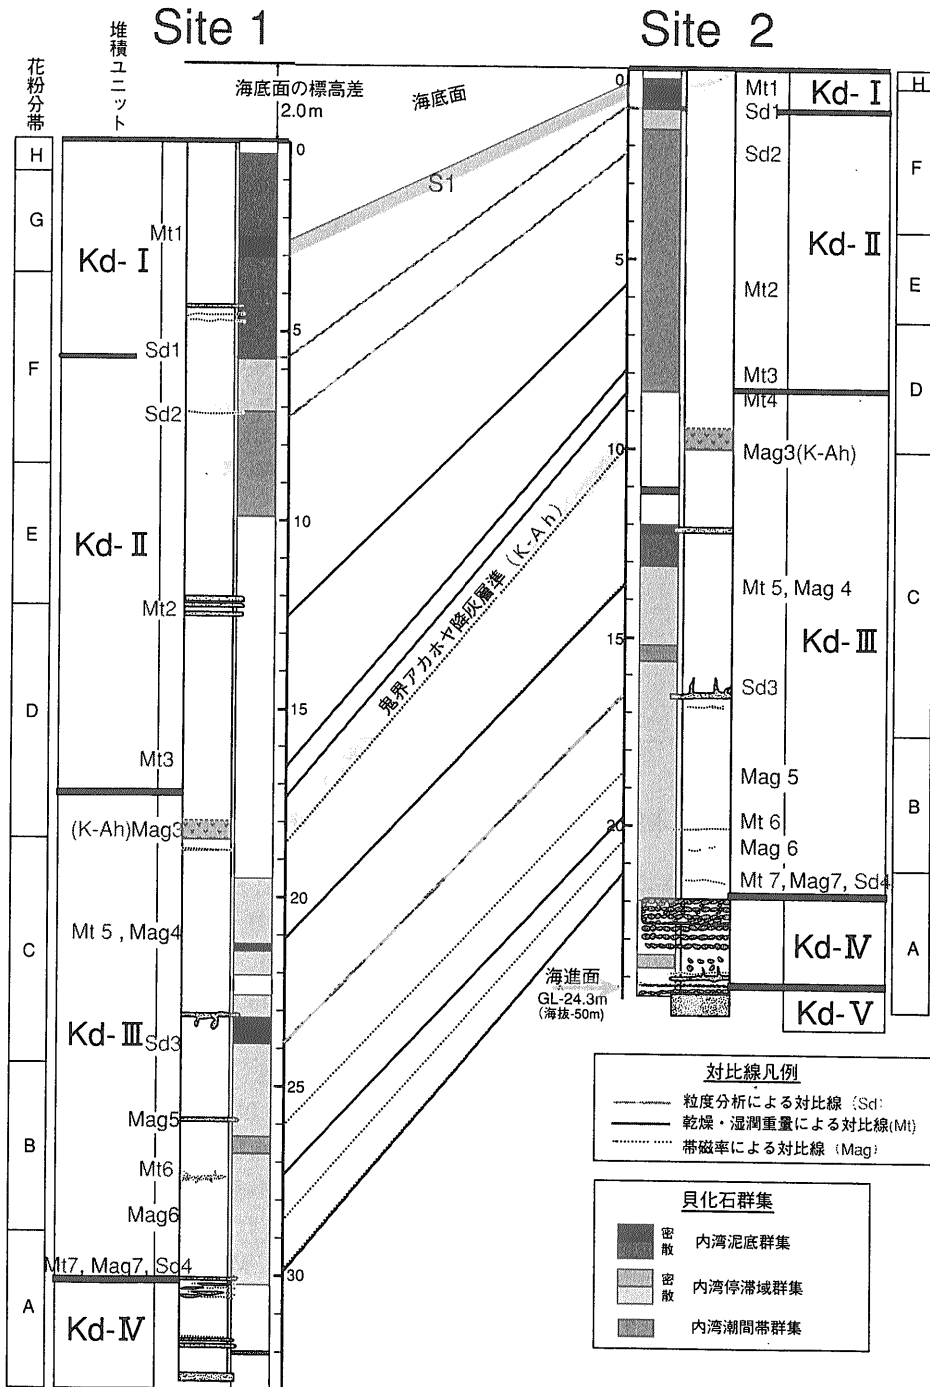 Site 1
Site 2
花粉分帯
堆積ユニット
海底面の標高差
2.0m
海底面
S1
鬼界アカホヤ降灰層準 (K-Ah)
H
G
F
E
D
C
B
A
Kd-Ⅰ
Kd-Ⅱ
Kd-Ⅲ
Kd-Ⅳ
Mt1
Sd1
Sd2
Mt2
Mt3
(K-Ah)Mag3
Mt 5 , Mag4
Sd3
Mag5
Mt6
Mag6
Mt7, Mag7, Sd4
0
5
10
15
20
25
30
0
5
10
15
20
海進面
GL-24.3m
(海抜-50m)
Mt1
Sd1
Sd2
Mt2
Mt3
Mt4
Mag3(K-Ah)
Mt 5, Mag 4
Sd3
Mag 5
Mt 6
Mag 6
Mt 7, Mag7, Sd4
Kd-Ⅰ
Kd-Ⅱ
Kd-Ⅲ
Kd-Ⅳ
Kd-Ⅴ
H
F
E
D
C
B
A
対比線凡例
粒度分析による対比線 (Sd)
乾燥・湿潤重量による対比線(Mt)
帯磁率による対比線 (Mag)
貝化石群集
密
散
内湾泥底群集
密
散
内湾停滞域群集
内湾潮間帯群集